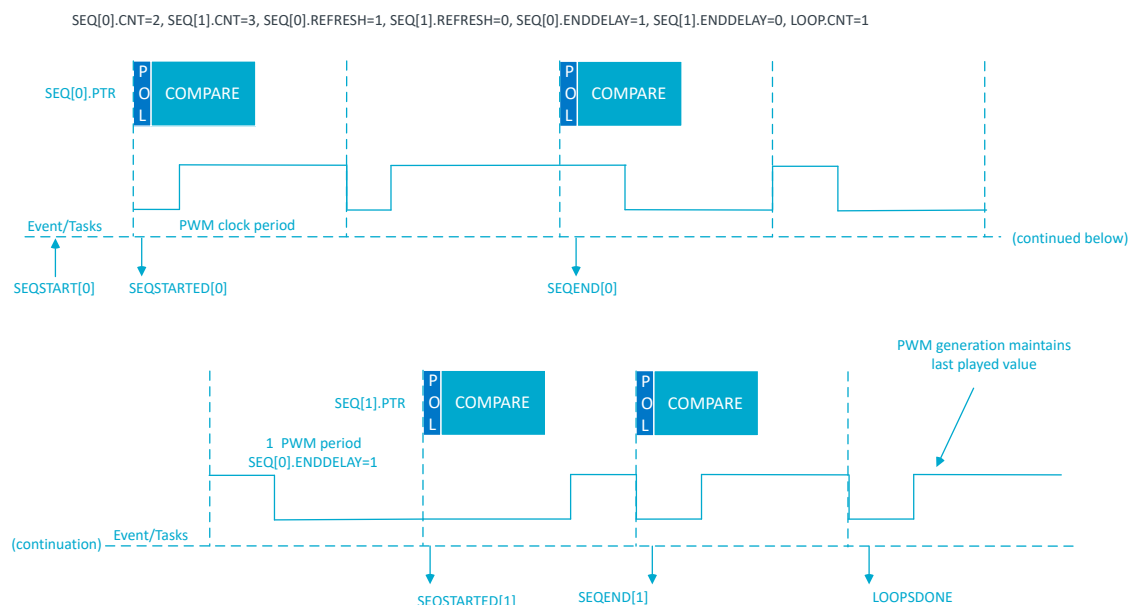 SEQ[0].CNT=2, SEQ[1].CNT=3, SEQ[0].REFRESH=1, SEQ[1].REFRESH=0, SEQ[0].ENDDELAY=1, SEQ[1].ENDDELAY=0, LOOP.CNT=1
SEQ[0].PTR
P
O
L
COMPARE
P
O
L
COMPARE
Event/Tasks
PWM clock period
(continued below)
SEQSTART[0]
SEQSTARTED[0]
SEQEND[0]
PWM generation maintains
last played value
SEQ[1].PTR
P
O
L
COMPARE
P
O
L
COMPARE
1 PWM period
SEQ[0].ENDDELAY=1
(continuation)
Event/Tasks
SEQSTARTED[1]
SEQEND[1]
LOOPSDONE